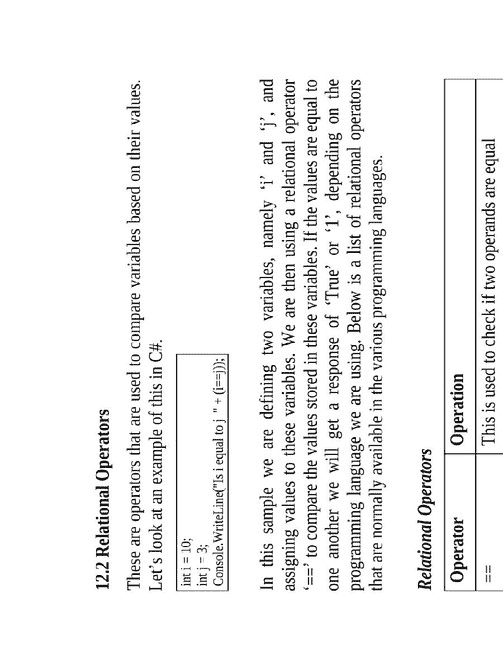 12.2 Relational Operators
These are operators that are used to compare variables based on their values.
Let’s look at an example of this in C#.
int i = 10;
int j = 3;
Console.WriteLine("Is i equal to j " + (i==j));
In this sample we are defining two variables, namely ‘i’ and ‘j’, and
assigning values to these variables. We are then using a relational operator
‘==’ to compare the values stored in these variables. If the values are equal to
one another we will get a response of ‘True’ or ‘1’, depending on the
programming language we are using. Below is a list of relational operators
that are normally available in the various programming languages.
Relational Operators
Operator Operation
== This is used to check if two operands are equal